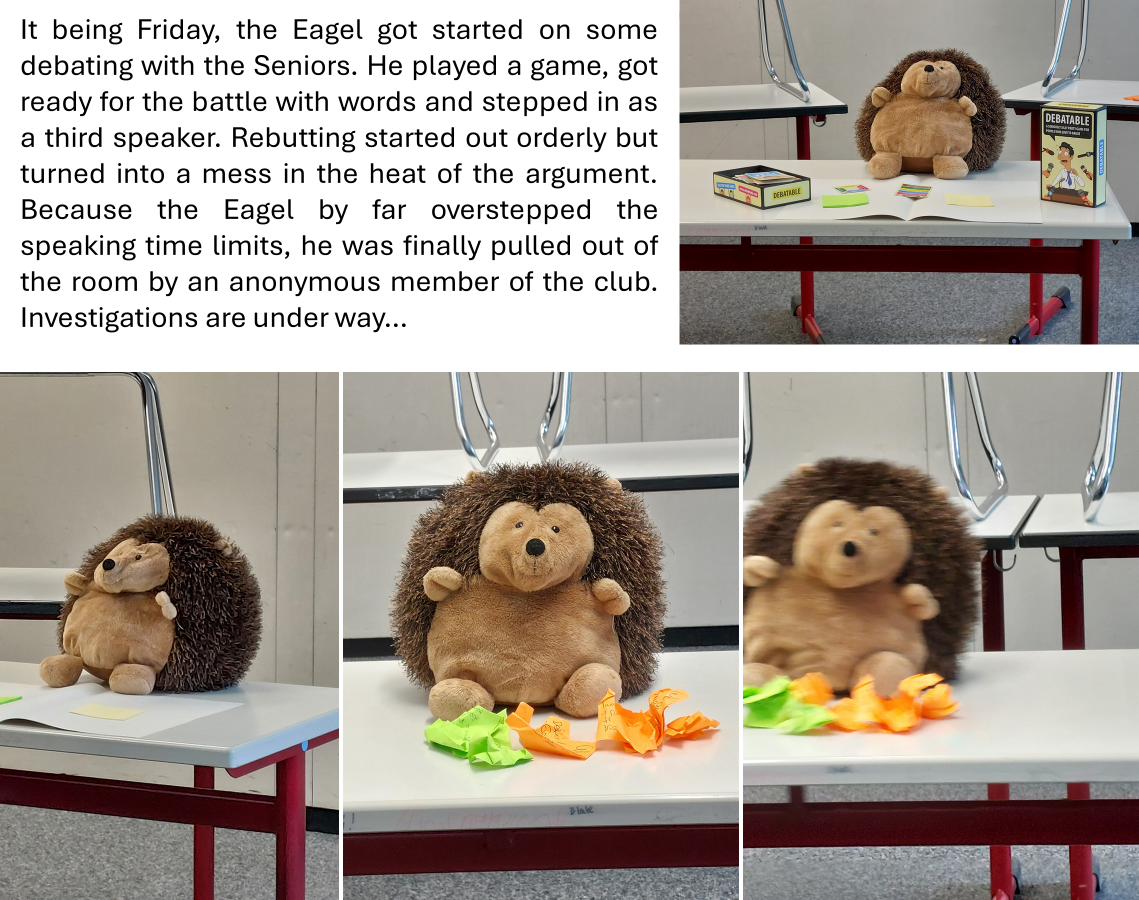 It being Friday, the Eagel got started on some
debating with the Seniors. He played a game, got
ready for the battle with words and stepped in as
a third speaker. Rebutting started out orderly but
turned into a mess in the heat of the argument.
Because the Eagel by far overstepped the
speaking time limits, he was finally pulled out of
the room by an anonymous member of the club.
Investigations are under way...
DEBATABLE
DEBATABLE